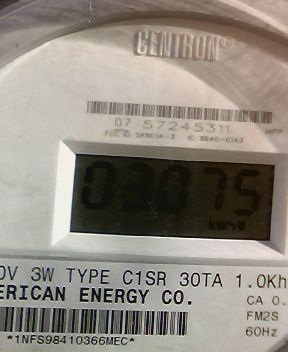 CENTRON®
07 57245311
03075
0V 3W TYPE C1SR 30TA 1.0Kh
ERICAN ENERGY CO.
CA 0.
FM2S
60Hz
*1NFS98410366MEC*